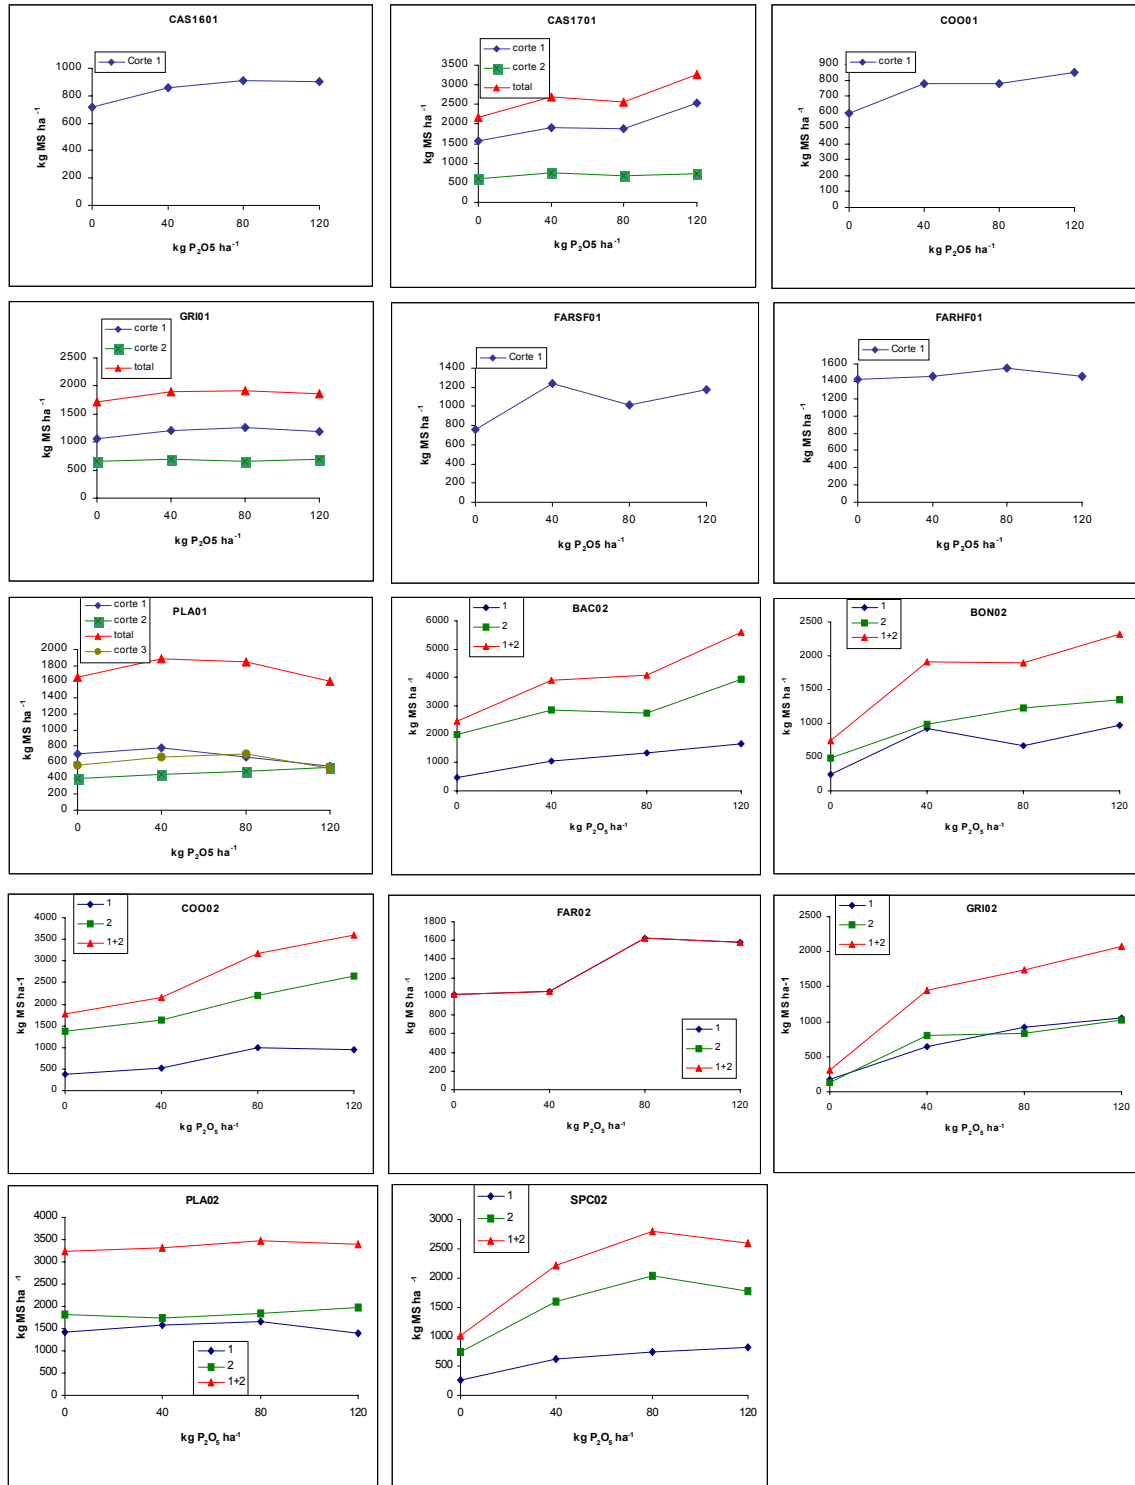 CAS1601
Corte 1
1000
800
600
400
200
0
kg MS ha -1
0 40 80 120
kg P2O5 ha-1
CAS1701
corte 1
corte 2
total
3500
3000
2500
2000
1500
1000
500
0
kg MS ha -1
0 40 80 120
kg P2O5 ha-1
COO01
corte 1
900
800
700
600
500
400
300
200
100
0
kg MS ha -1
0 40 80 120
kg P2O5 ha-1
GRI01
corte 1
corte 2
total
2500
2000
1500
1000
500
0
kg MS ha -1
0 40 80 120
kg P2O5 ha-1
FARSF01
Corte 1
1400
1200
1000
800
600
400
200
0
kg MS ha -1
0 40 80 120
kg P2O5 ha-1
FARHF01
Corte 1
1600
1400
1200
1000
800
600
400
200
0
kg MS ha -1
0 40 80 120
kg P2O5 ha-1
PLA01
corte 1
corte 2
total
corte 3
2000
1800
1600
1400
1200
1000
800
600
400
200
0
kg MS ha -1
0 40 80 120
kg P2O5 ha-1
BAC02
1
2
1+2
6000
5000
4000
3000
2000
1000
0
kg MS ha -1
0 40 80 120
kg P2O5 ha-1
BON02
1
2
1+2
2500
2000
1500
1000
500
0
kg MS ha -1
0 40 80 120
kg P2O5 ha-1
COO02
1
2
1+2
4000
3500
3000
2500
2000
1500
1000
500
0
kg MS ha-1
0 40 80 120
kg P2O5 ha-1
FAR02
1800
1600
1400
1200
1000
800
600
400
200
0
kg MS ha -1
1
2
1+2
0 40 80 120
kg P2O5 ha-1
GRI02
1
2
1+2
2500
2000
1500
1000
500
0
kg MS ha-1
0 40 80 120
kg P2O5 ha-1
PLA02
4000
3500
3000
2500
2000
1500
1000
500
0
kg MS ha -1
1
2
1+2
0 40 80 120
kg P2O5 ha-1
SPC02
1
2
1+2
3000
2500
2000
1500
1000
500
0
kg MS ha -1
0 40 80 120
kg P2O5 ha-1